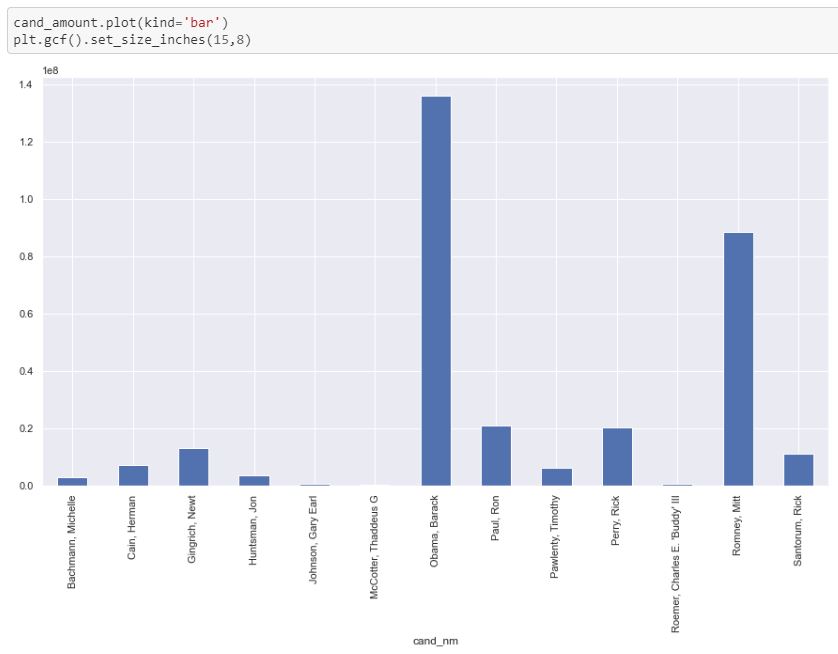 cand_amount.plot(kind='bar')
plt.gcf().set_size_inches(15,8)
1e8
1.4
1.2
1.0
0.8
0.6
0.4
0.2
0.0
Bachmann, Michelle
Cain, Herman
Gingrich, Newt
Huntsman, Jon
Johnson, Gary Earl
McCotter, Thaddeus G
Obama, Barack
Paul, Ron
Pawlenty, Timothy
Perry, Rick
Roemer, Charles E. 'Buddy' III
Romney, Mitt
Santorum, Rick
cand_nm